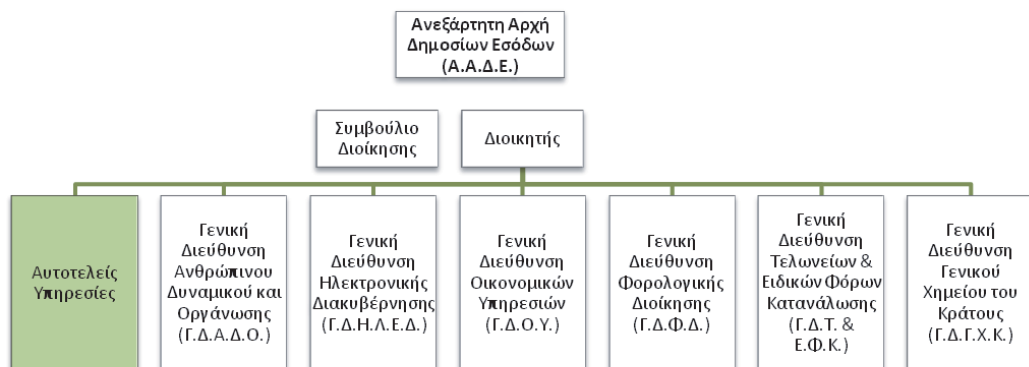 Ανεξάρτητη Αρχή
Δημοσίων Εσόδων
(Α.Α.Δ.Ε.)
Συμβούλιο
Διοίκησης
Διοικητής
Αυτοτελείς
Υπηρεσίες
Γενική
Διεύθυνση
Ανθρώπινου
Δυναμικού και
Οργάνωσης
(Γ.Δ.Α.Δ.Ο.)
Γενική
Διεύθυνση
Ηλεκτρονικής
Διακυβέρνησης
(Γ.Δ.Η.Λ.Ε.Δ.)
Γενική
Διεύθυνση
Οικονομικών
Υπηρεσιών
(Γ.Δ.Ο.Υ.)
Γενική
Διεύθυνση
Φορολογικής
Διοίκησης
(Γ.Δ.Φ.Δ.)
Γενική
Διεύθυνση
Τελωνείων &
Ειδικών Φόρων
Κατανάλωσης
(Γ.Δ.Τ. &
Ε.Φ.Κ.)
Γενική
Διεύθυνση
Γενικού
Χημείου του
Κράτους
(Γ.Δ.Γ.Χ.Κ.)